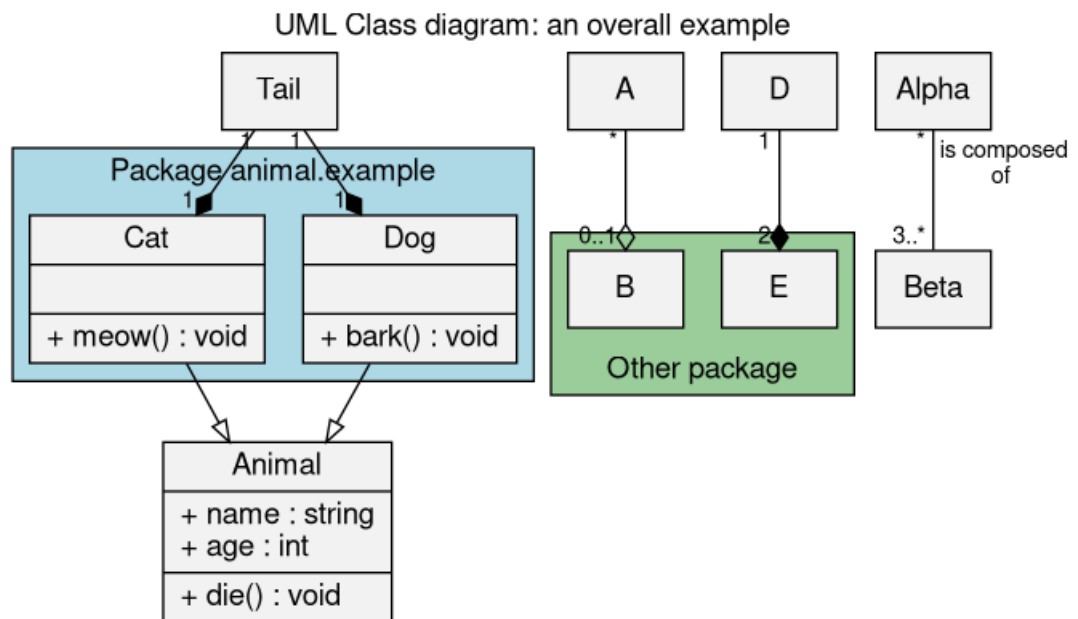 UML Class diagram: an overall example
Tail
A
D
Alpha
1
1
*
1
*
is composed
of
Package animal.example
1
1
0..1
2
3..*
Cat
Dog
B
E
Beta
+ meow() : void
+ bark() : void
Other package
Animal
+ name : string
+ age : int
+ die() : void